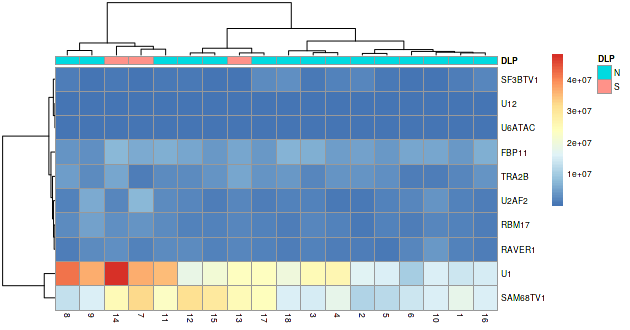 DLP
DLP
N
S
4e+07
3e+07
2e+07
1e+07
SF3BTV1
U12
U6ATAC
FBP11
TRA2B
U2AF2
RBM17
RAVER1
U1
SAM68TV1
8 9 14 7 11 12 15 13 17 18 3 4 2 5 6 10 1 16